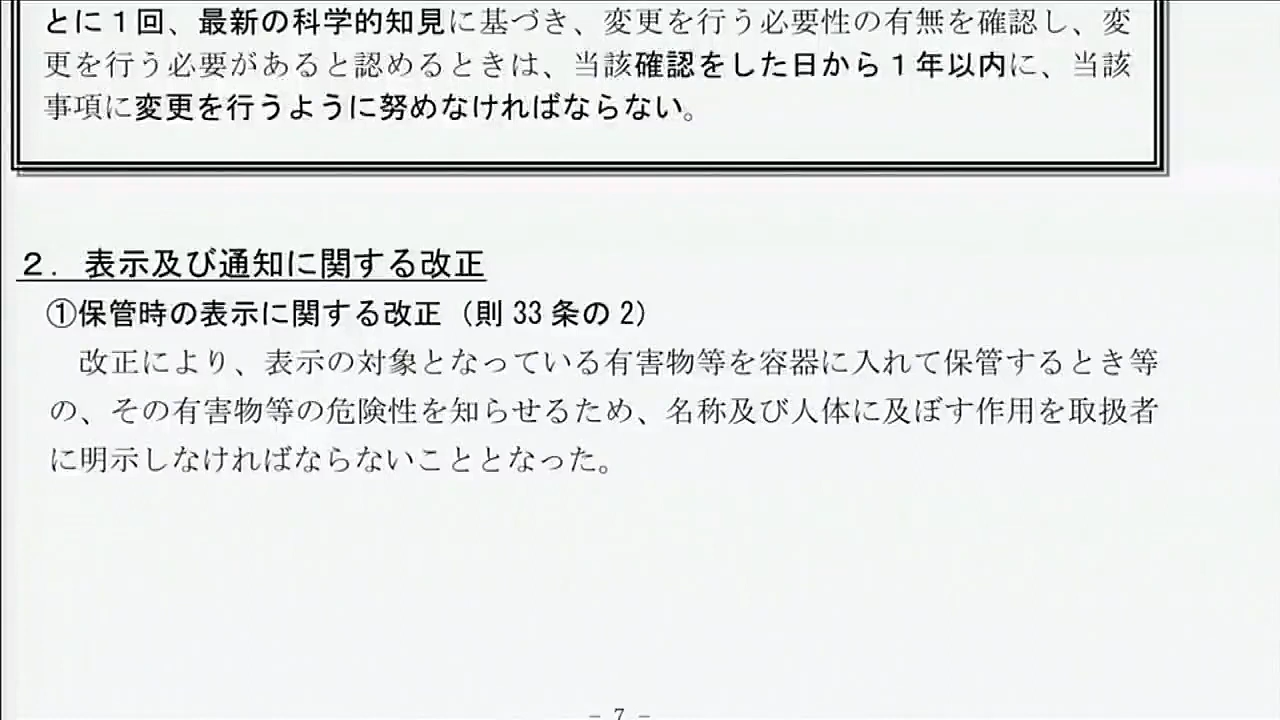 とに１回、最新の科学的知見に基づき、変更を行う必要性の有無を確認し、変
更を行う必要があると認めるときは、当該確認をした日から１年以内に、当該
事項に変更を行うように努めなければならない。
２．表示及び通知に関する改正
①保管時の表示に関する改正（則 33 条の 2）
改正により、表示の対象となっている有害物等を容器に入れて保管するとき等
の、その有害物等の危険性を知らせるため、名称及び人体に及ぼす作用を取扱者
に明示しなければならないこととなった。
- 7 -